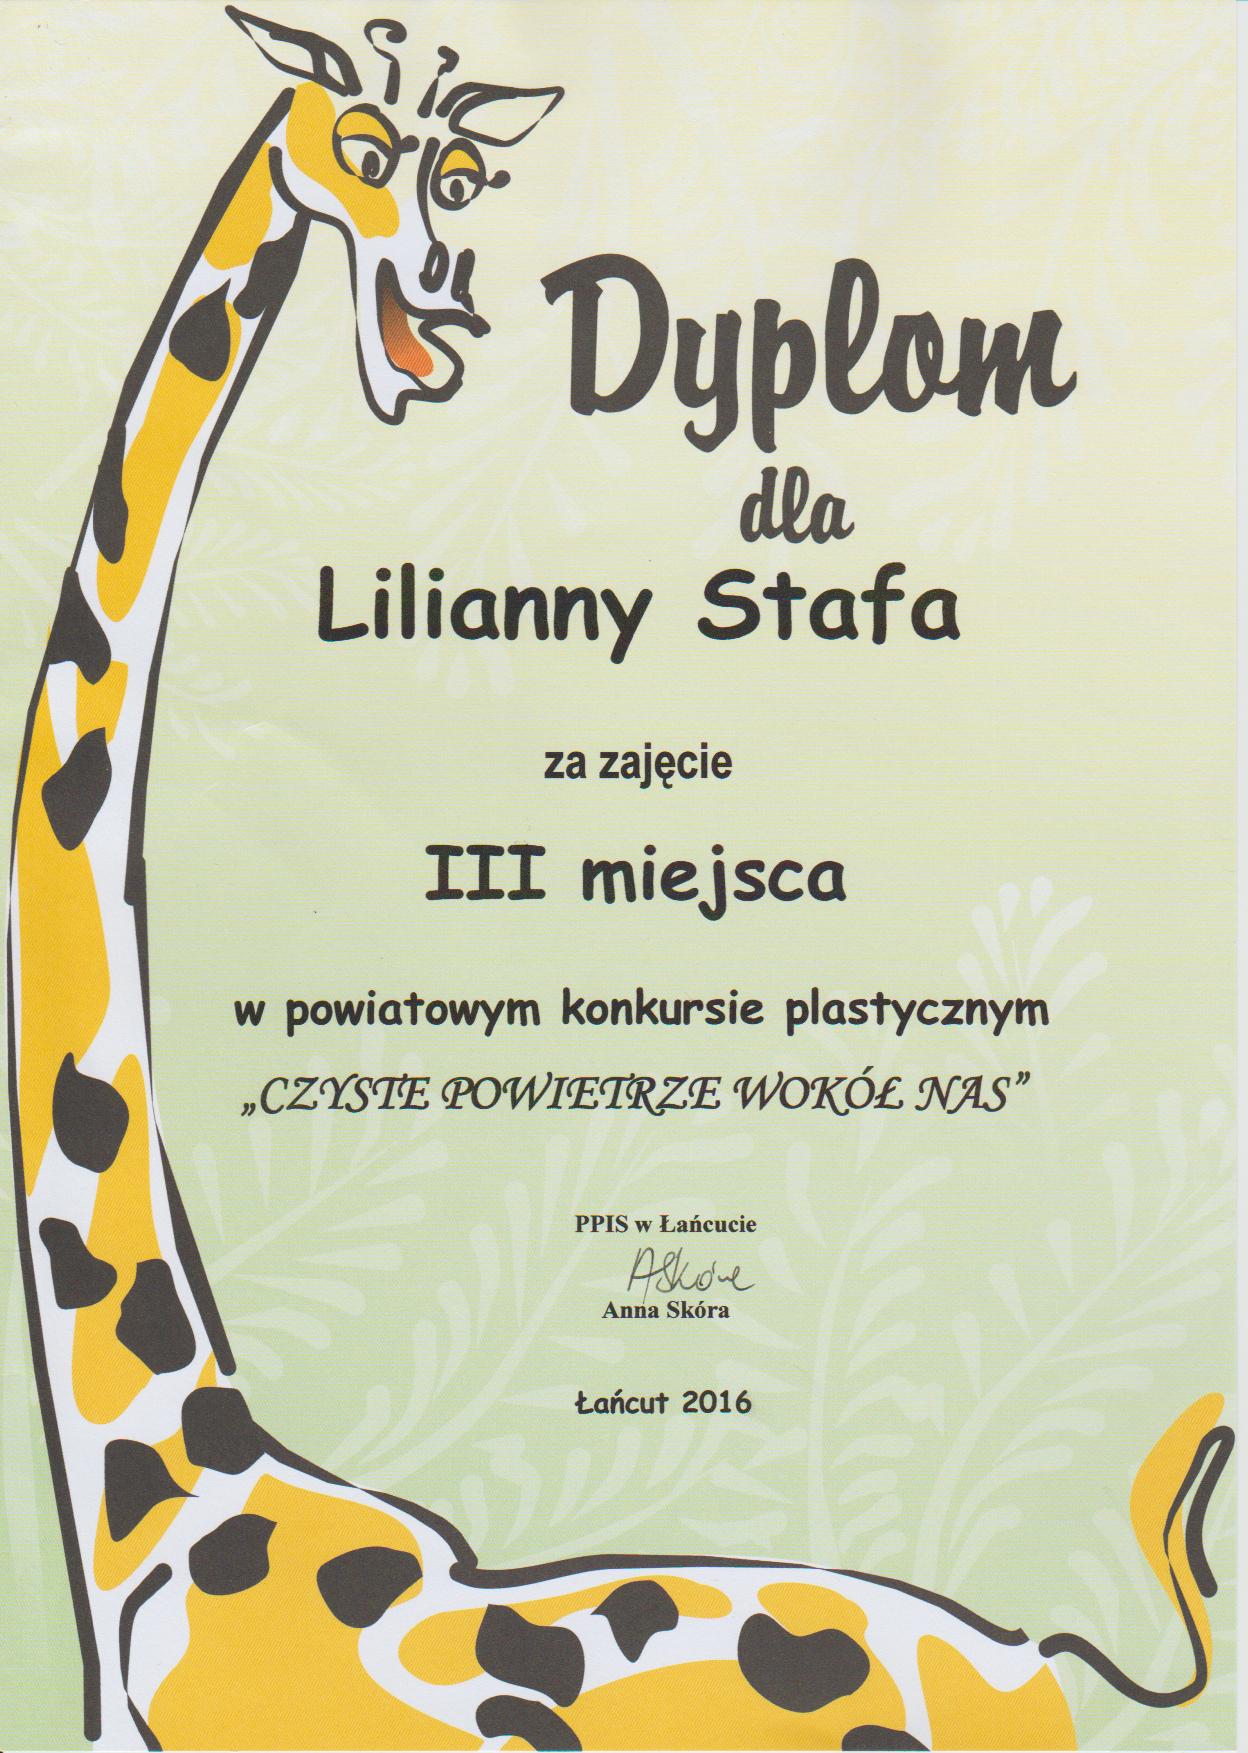 Dyplom
dla
Lilianny Stafa
za zajęcie
III miejsca
w powiatowym konkursie plastycznym
„CZYSTE POWIETRZE WOKÓŁ NAS”
PPIS w Łańcucie
ASkóra
Anna Skóra
Łańcut 2016